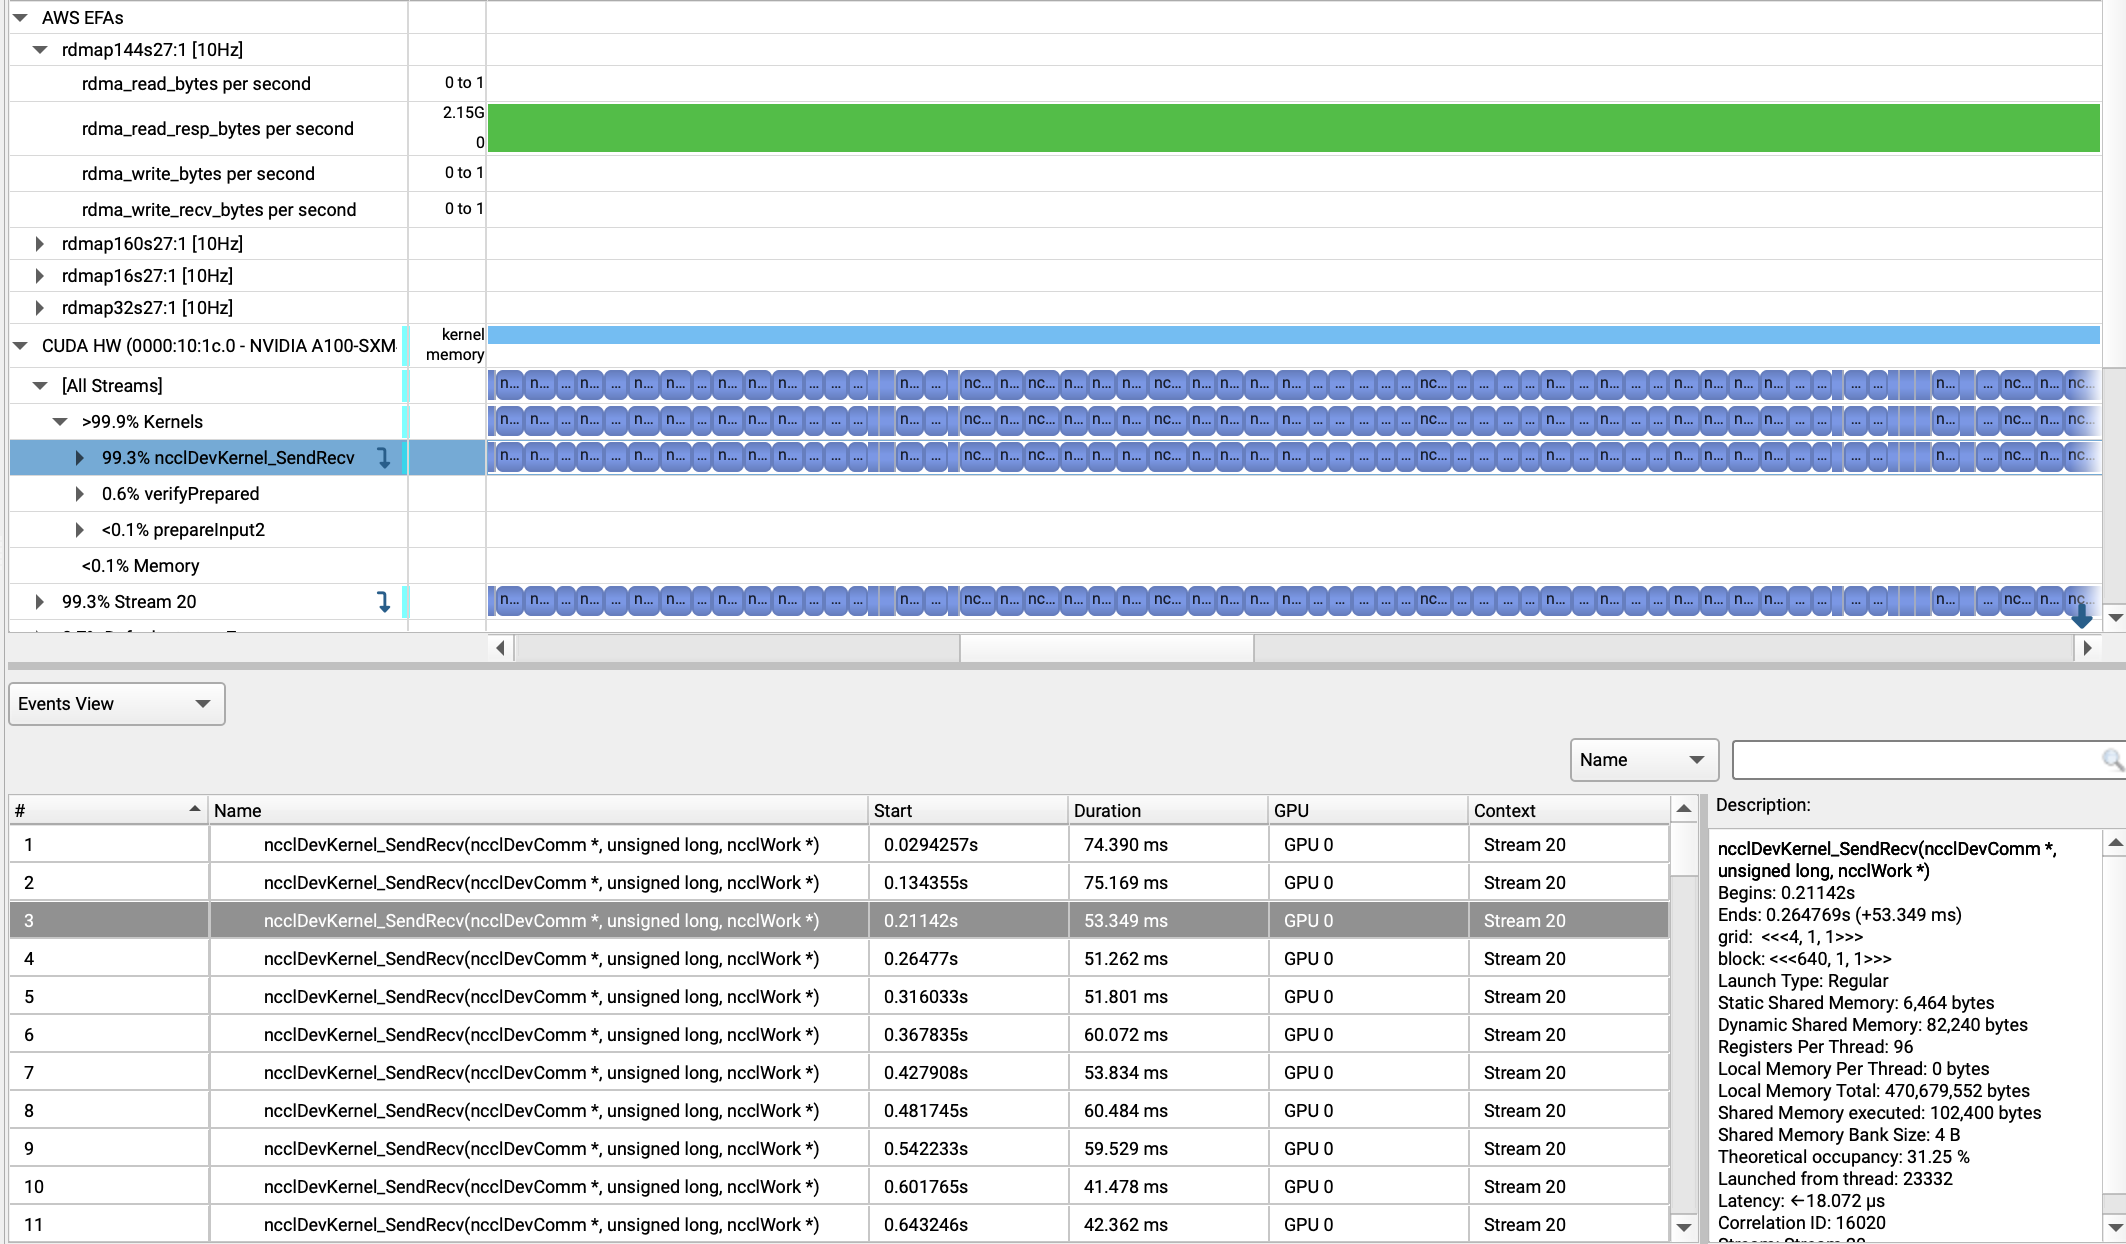 AWS EFAs
rdmap144s27:1 [10Hz]
rdma_read_bytes per second 0 to 1
rdma_read_resp_bytes per second 2.15G 0
rdma_write_bytes per second 0 to 1
rdma_write_recv_bytes per second 0 to 1
rdmap160s27:1 [10Hz]
rdmap16s27:1 [10Hz]
rdmap32s27:1 [10Hz]
CUDA HW (0000:10:1c.0 - NVIDIA A100-SXM kernel memory
[All Streams]
>99.9% Kernels
99.3% ncclDevKernel_SendRecv
0.6% verifyPrepared
<0.1% prepareInput2
<0.1% Memory
99.3% Stream 20
Events View
Name
# Name Start Duration GPU Context
1 ncclDevKernel_SendRecv(ncclDevComm *, unsigned long, ncclWork *) 0.0294257s 74.390 ms GPU 0 Stream 20
2 ncclDevKernel_SendRecv(ncclDevComm *, unsigned long, ncclWork *) 0.134355s 75.169 ms GPU 0 Stream 20
3 ncclDevKernel_SendRecv(ncclDevComm *, unsigned long, ncclWork *) 0.21142s 53.349 ms GPU 0 Stream 20
4 ncclDevKernel_SendRecv(ncclDevComm *, unsigned long, ncclWork *) 0.26477s 51.262 ms GPU 0 Stream 20
5 ncclDevKernel_SendRecv(ncclDevComm *, unsigned long, ncclWork *) 0.316033s 51.801 ms GPU 0 Stream 20
6 ncclDevKernel_SendRecv(ncclDevComm *, unsigned long, ncclWork *) 0.367835s 60.072 ms GPU 0 Stream 20
7 ncclDevKernel_SendRecv(ncclDevComm *, unsigned long, ncclWork *) 0.427908s 53.834 ms GPU 0 Stream 20
8 ncclDevKernel_SendRecv(ncclDevComm *, unsigned long, ncclWork *) 0.481745s 60.484 ms GPU 0 Stream 20
9 ncclDevKernel_SendRecv(ncclDevComm *, unsigned long, ncclWork *) 0.542233s 59.529 ms GPU 0 Stream 20
10 ncclDevKernel_SendRecv(ncclDevComm *, unsigned long, ncclWork *) 0.601765s 41.478 ms GPU 0 Stream 20
11 ncclDevKernel_SendRecv(ncclDevComm *, unsigned long, ncclWork *) 0.643246s 42.362 ms GPU 0 Stream 20
Description:
ncclDevKernel_SendRecv(ncclDevComm *,
unsigned long, ncclWork *)
Begins: 0.21142s
Ends: 0.264769s (+53.349 ms)
grid: <<<4, 1, 1>>>
block: <<<640, 1, 1>>>
Launch Type: Regular
Static Shared Memory: 6,464 bytes
Dynamic Shared Memory: 82,240 bytes
Registers Per Thread: 96
Local Memory Per Thread: 0 bytes
Local Memory Total: 470,679,552 bytes
Shared Memory executed: 102,400 bytes
Shared Memory Bank Size: 4 B
Theoretical occupancy: 31.25 %
Launched from thread: 23332
Latency: ←18.072 μs
Correlation ID: 16020